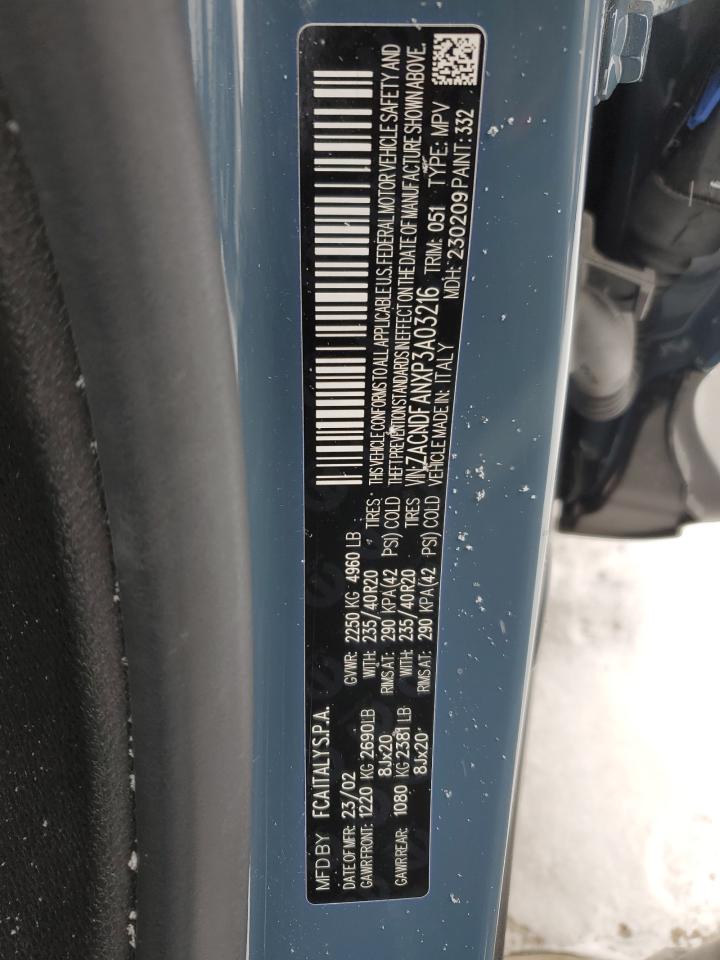 MFD BY FCA ITALY S.P.A.
DATE OF MFR: 23/02 GVWR: 2250 KG 4960 LB
GAWR FRONT: 1220 KG 2690 LB WITH: 235/40R20 TIRES
8Jx20 RIMS AT: 290 KPA (42 PSI) COLD
GAWR REAR: 1080 KG 2381 LB WITH: 235/40R20 TIRES
8Jx20 RIMS AT: 290 KPA (42 PSI) COLD
THIS VEHICLE CONFORMS TO ALL APPLICABLE U.S. FEDERAL MOTOR VEHICLE SAFETY AND
THEFT PREVENTION STANDARDS IN EFFECT ON THE DATE OF MANUFACTURE SHOWN ABOVE.
VIN: ZACNDFANXP3A03216 TRIM: 051 TYPE: MPV
VEHICLE MADE IN: ITALY MDH: 230209 PAINT: 332